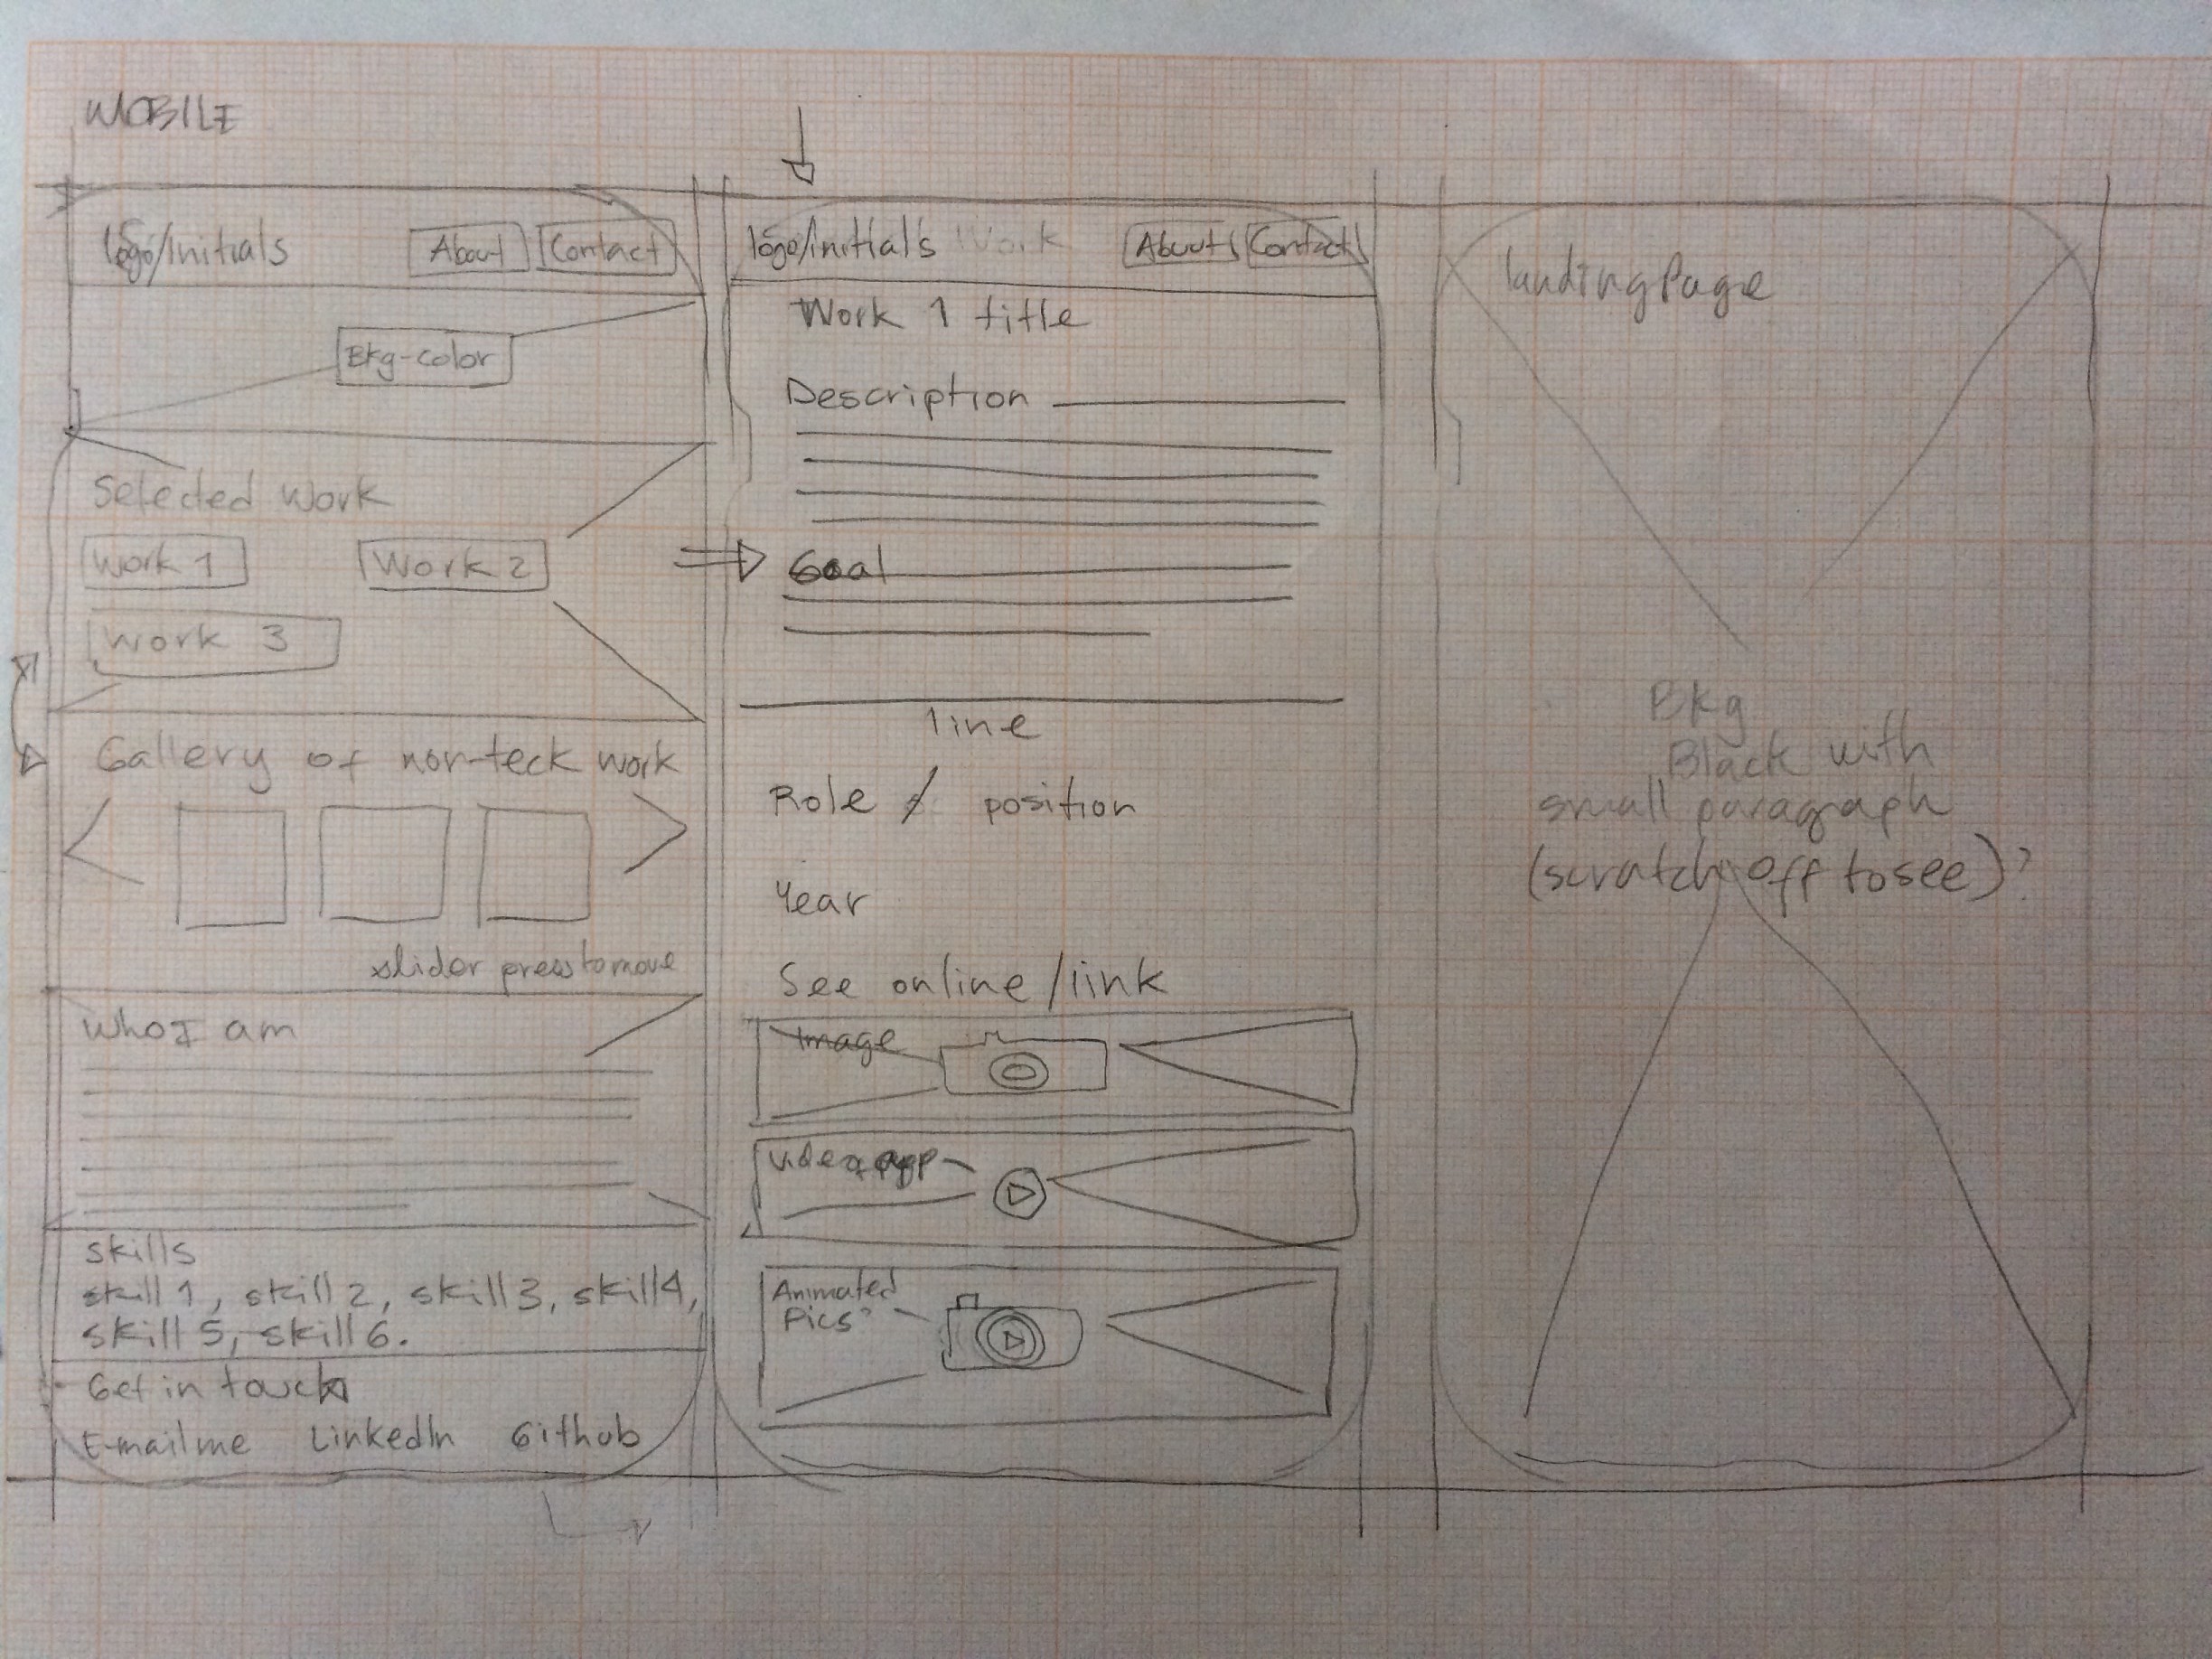 MOBILE
logo/Initials
About
Contact
Bkg-color
Selected work
Work 1
Work 2
Work 3
Gallery of non-teck work
slider press to move
Who I am
skills
skill 1, skill 2, skill 3, skill 4,
skill 5, skill 6.
Get in touch
E-mail me LinkedIn Github
logo/initials Work
About
Contact
Work 1 title
Description
Goal
line
Role / position
Year
See online/link
Image
Video app
Animated
Pics?
landing Page
Bkg
Black with
small paragraph
(scratch off to see)?